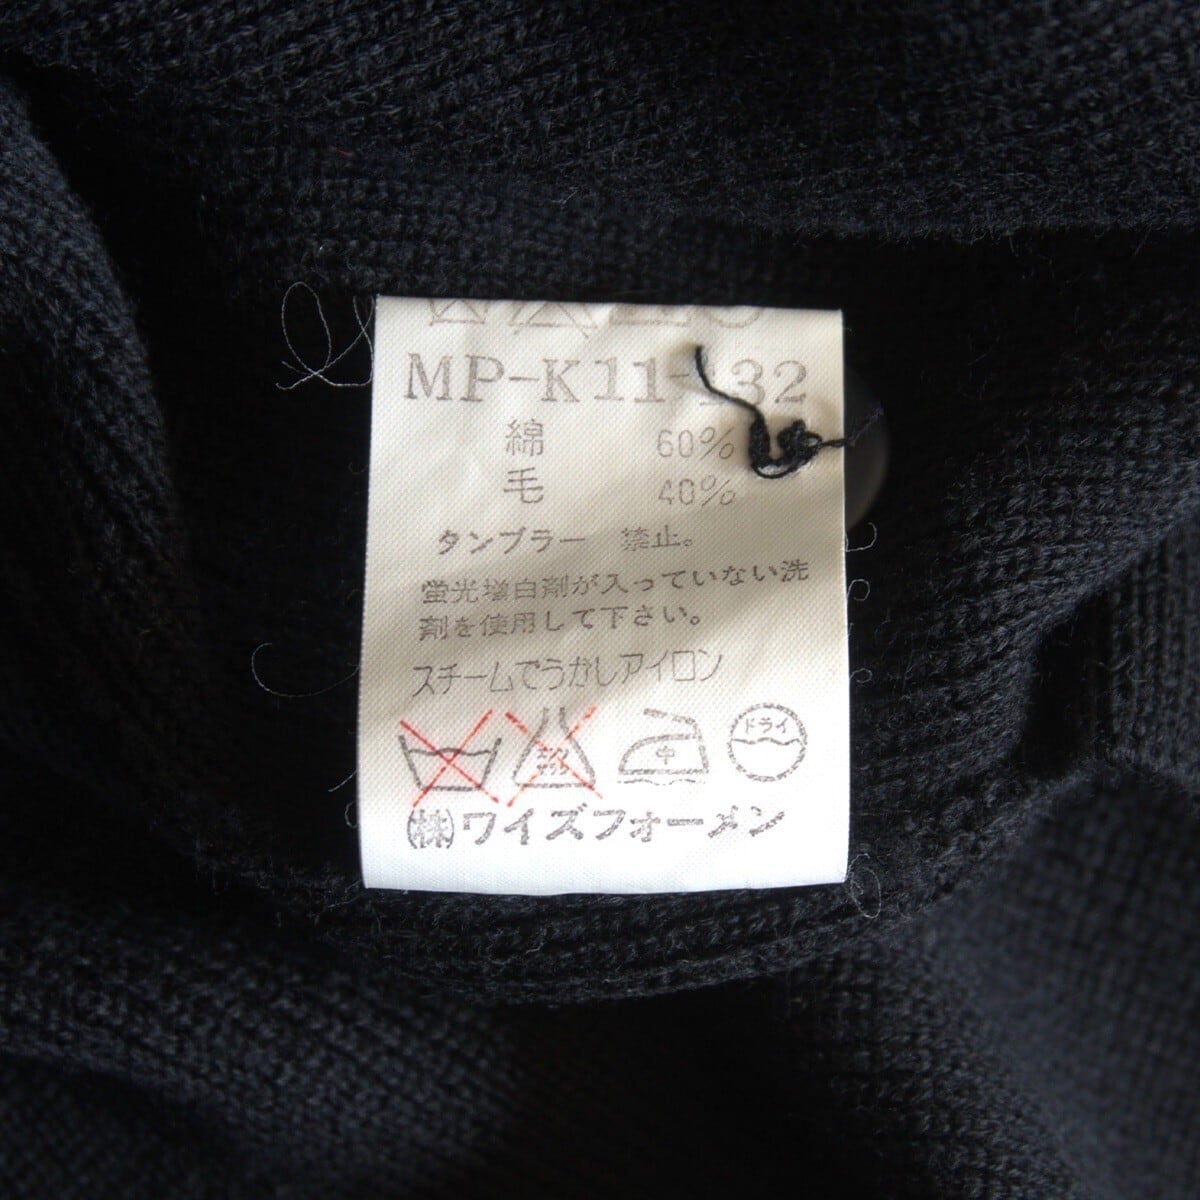 MP-K11-132
綿 60%
毛 40%
タンブラー 禁止。
蛍光増白剤が入っていない洗
剤を使用して下さい。
スチームでうかしアイロン
中 ドライ
(株)ワイズフォーメン